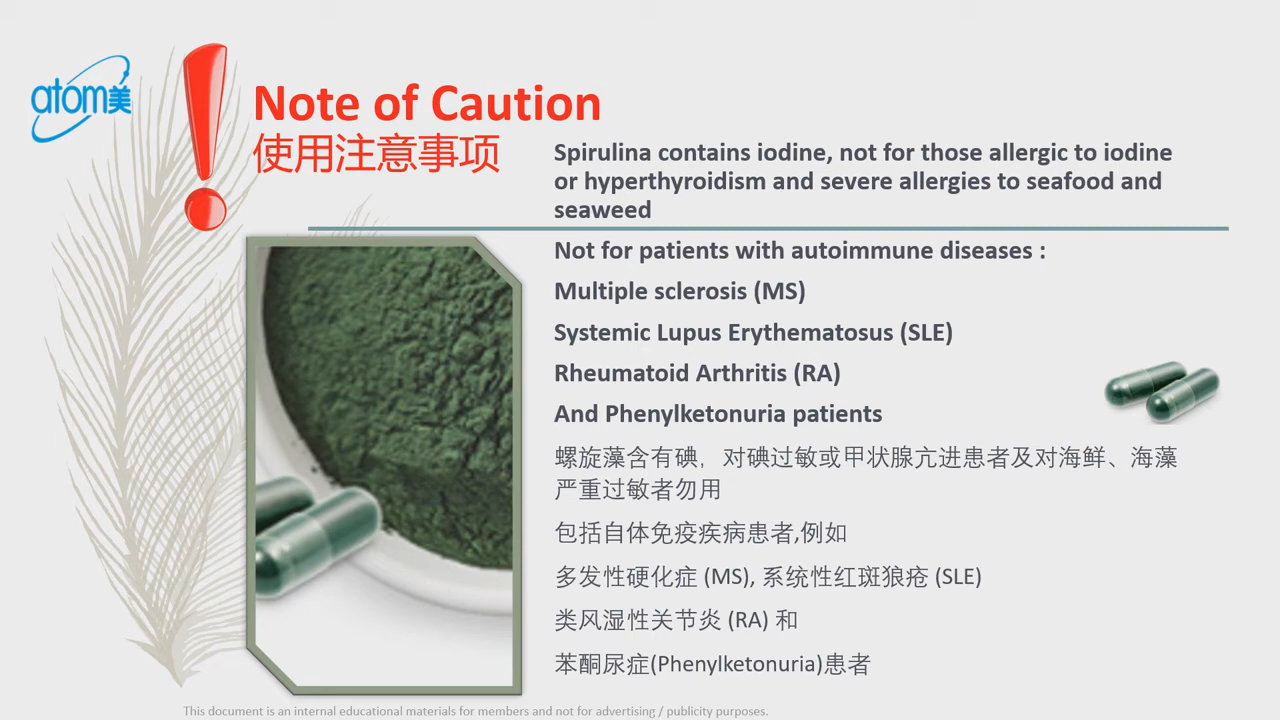 atom美
Note of Caution
使用注意事项
Spirulina contains iodine, not for those allergic to iodine
or hyperthyroidism and severe allergies to seafood and
seaweed
Not for patients with autoimmune diseases :
Multiple sclerosis (MS)
Systemic Lupus Erythematosus (SLE)
Rheumatoid Arthritis (RA)
And Phenylketonuria patients
螺旋藻含有碘，对碘过敏或甲状腺亢进患者及对海鲜、海藻
严重过敏者勿用
包括自体免疫疾病患者,例如
多发性硬化症 (MS), 系统性红斑狼疮 (SLE)
类风湿性关节炎 (RA) 和
苯酮尿症(Phenylketonuria)患者
This document is an internal educational materials for members and not for advertising / publicity purposes.